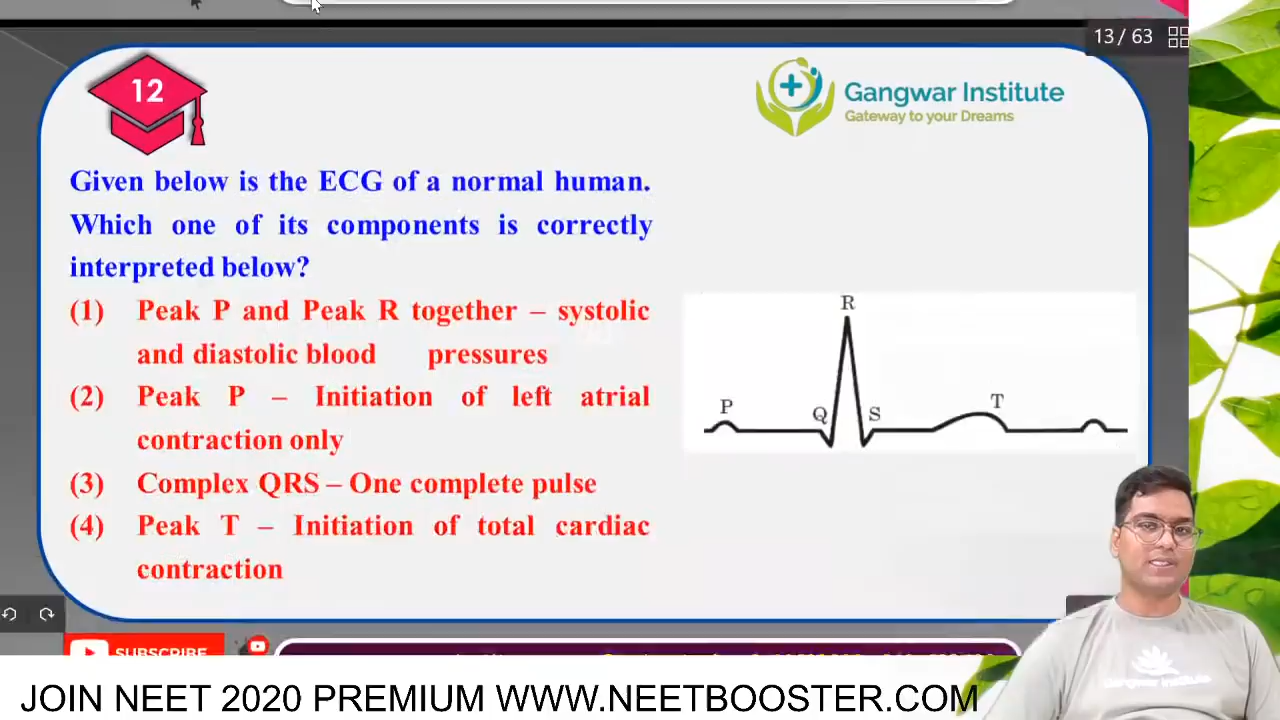 13 / 63
12
Gangwar Institute
Gateway to your Dreams
Given below is the ECG of a normal human.
Which one of its components is correctly
interpreted below?
(1) Peak P and Peak R together – systolic
and diastolic blood pressures
(2) Peak P – Initiation of left atrial
contraction only
(3) Complex QRS – One complete pulse
(4) Peak T – Initiation of total cardiac
contraction
R
P
Q
S
T
SUBSCRIBE
Gangwar Institute
JOIN NEET 2020 PREMIUM WWW.NEETBOOSTER.COM